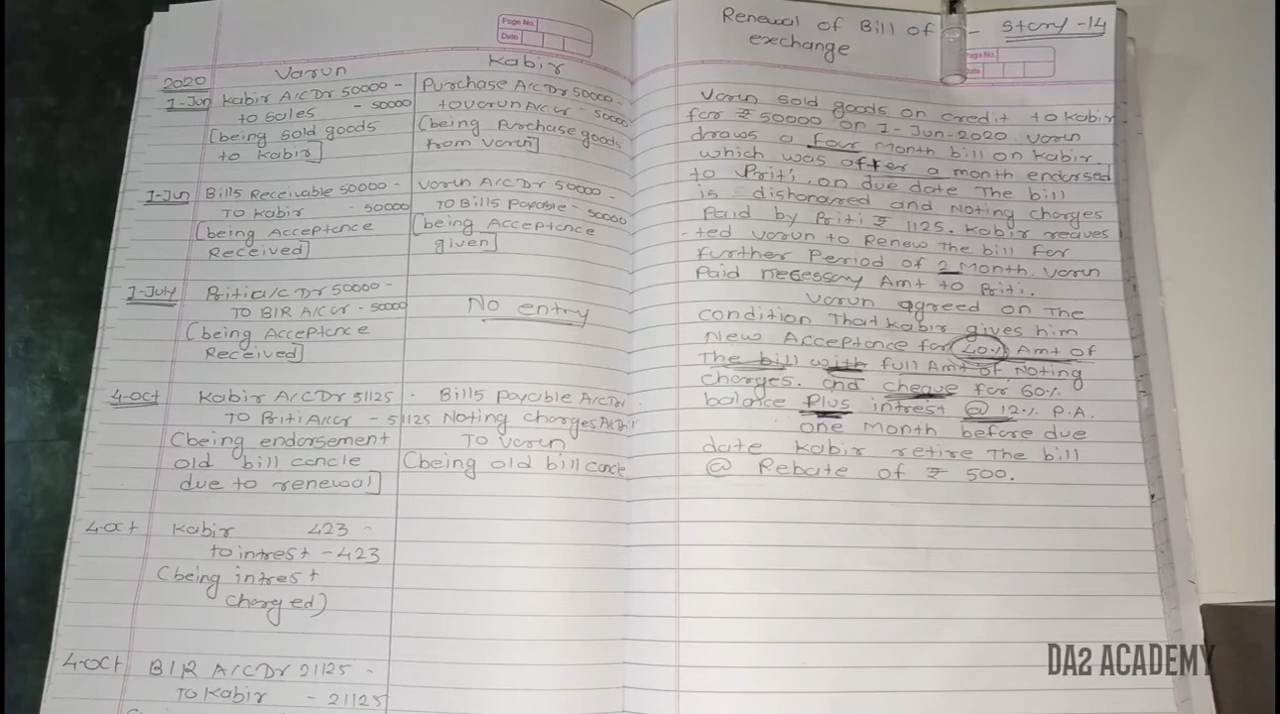 Page No.
Date
2020
Varun
Kabir
1-Jun Kabir A/C Dr 50000 -
to sales - 50000
[being sold goods
to kabir]
Purchase A/C Dr 50000 -
to varun A/c Cr - 50000
[being Purchase goods
from varun]
1-Jun Bills Receivable 50000 -
TO Kabir - 50000
[being Acceptance
Received]
varun A/C Dr 50000 -
TO Bills Payable - 50000
[being Acceptance
given]
1-July Priti a/c Dr 50000 -
TO B/R A/c Cr - 50000
[being Acceptance
Received]
No entry
4-Oct Kabir A/C Dr 51125 -
TO Priti A/c Cr - 51125
[being endorsement
old bill cancle
due to renewal]
Bills payable A/C Dr
Noting charges A/c Dr
TO varun
[being old bill cancle
4-Oct Kabir 423 -
to intrest - 423
(being intrest
charged)
4-Oct B/R A/C Dr 21125 -
TO Kabir - 21125
Renewal of Bill of - Story -14
exchange
Page No.
Date
Varun sold goods on credit to kabir
for ₹ 50000 on 1-Jun-2020 varun
draws a four month bill on kabir.
which was after a month endorsed
to Priti. on due date The bill
is dishonared and Noting charges
Paid by Priti ₹ 1125. Kabir reques
-ted varun to Renew The bill for
further Period of 2 Month. varun
Paid necessary Amt to Priti.
varun agreed on The
condition That kabir gives him
New Acceptance for 40% Amt of
The bill with full Amt of Noting
charges. and cheque for 60%
balance Plus intrest @ 12% P.A.
one month before due
date kabir retire The bill
@ Rebate of ₹ 500.
DA2 ACADEMY